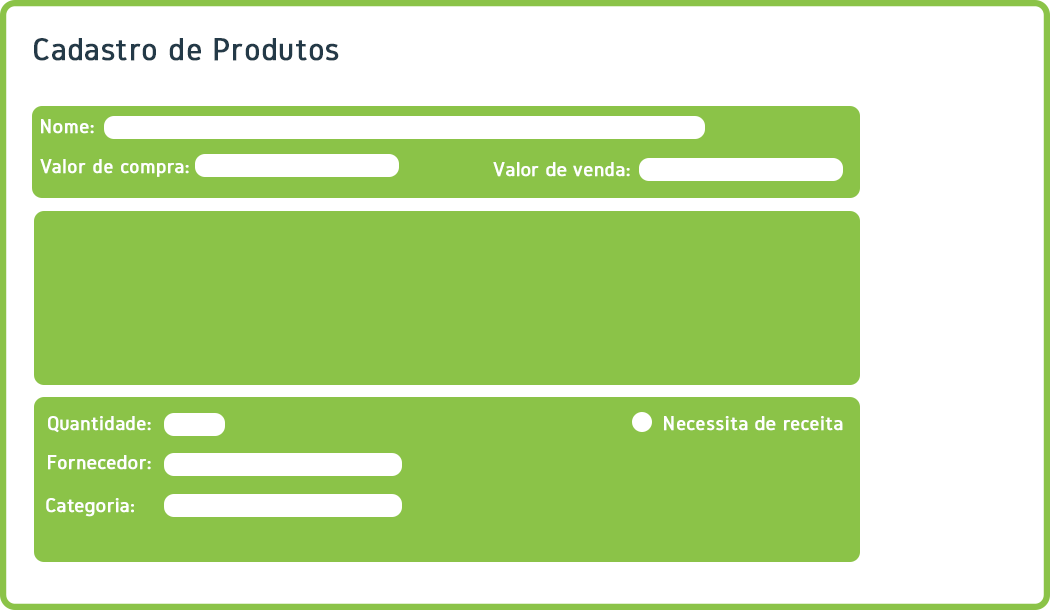 Cadastro de Produtos
Nome:
Valor de compra: Valor de venda:
Quantidade: Necessita de receita
Fornecedor:
Categoria: